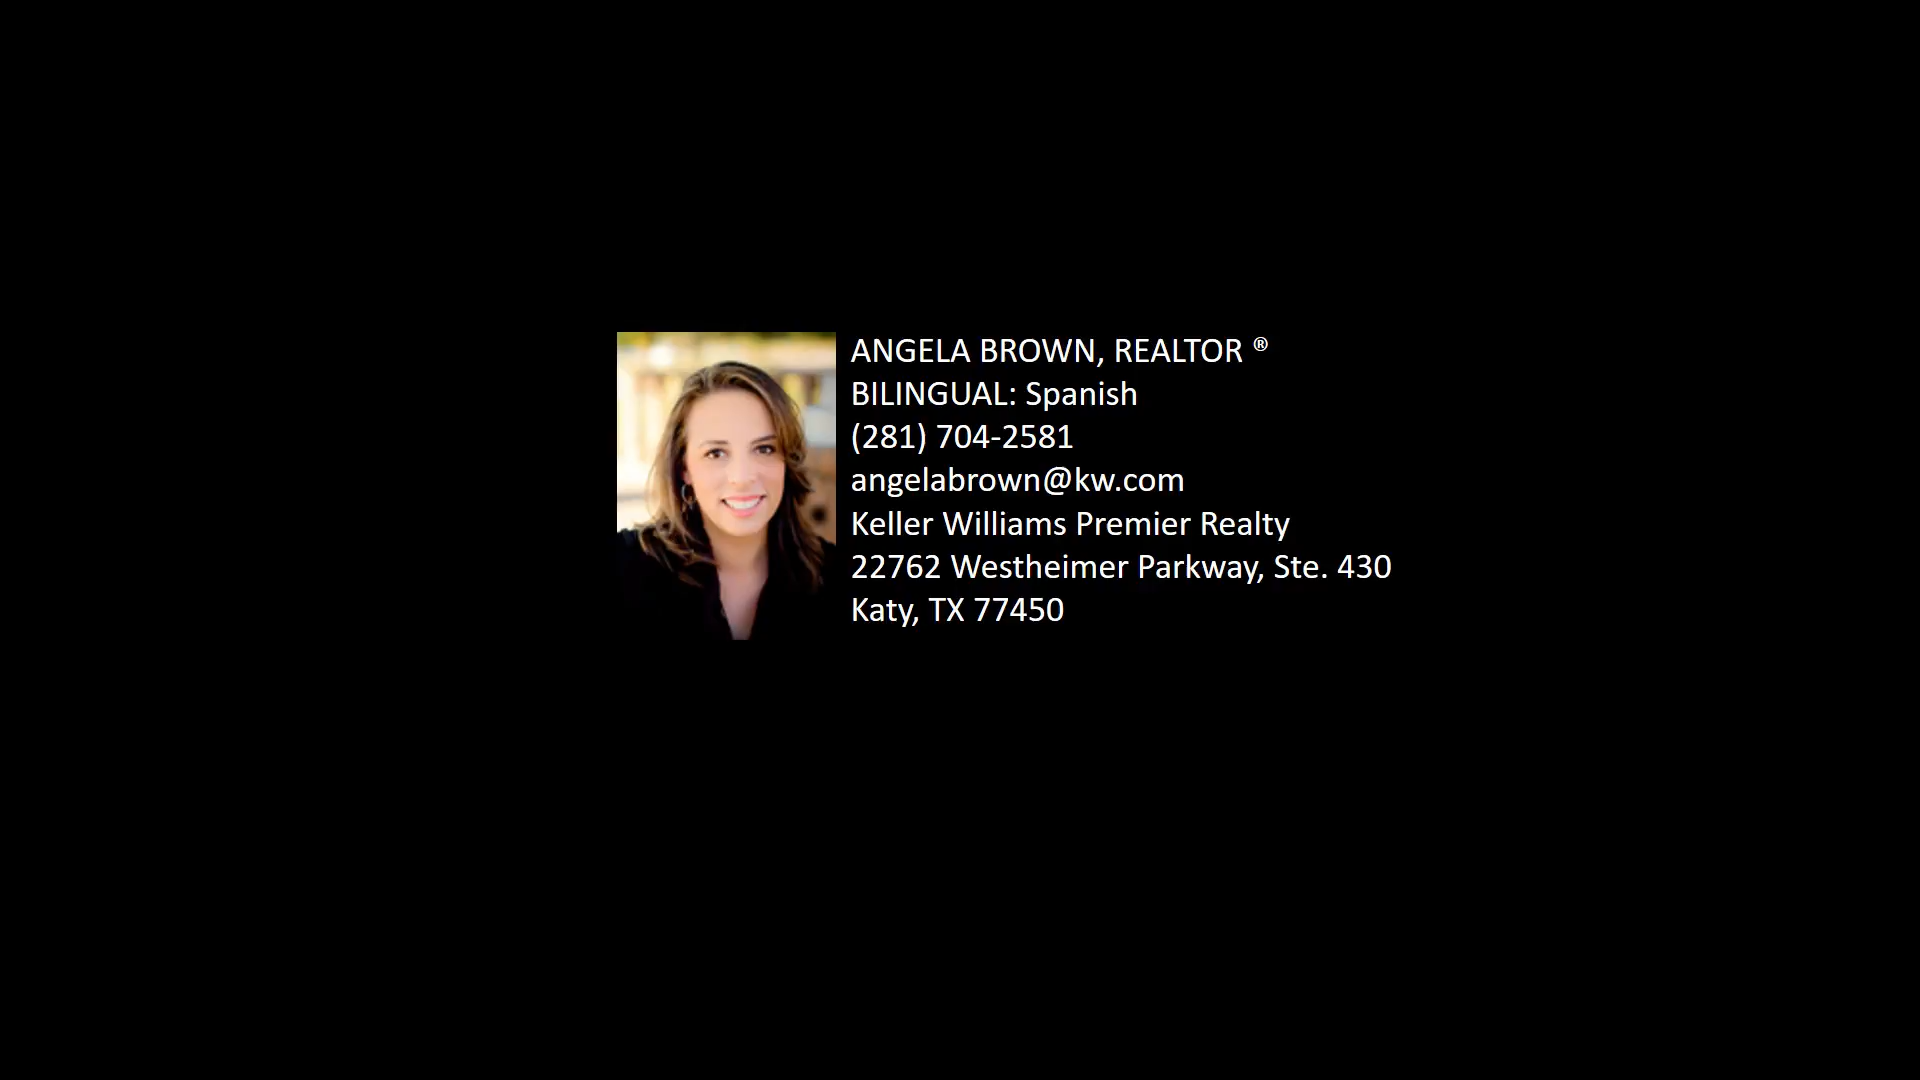 ANGELA BROWN, REALTOR ®
BILINGUAL: Spanish
(281) 704-2581
angelabrown@kw.com
Keller Williams Premier Realty
22762 Westheimer Parkway, Ste. 430
Katy, TX 77450